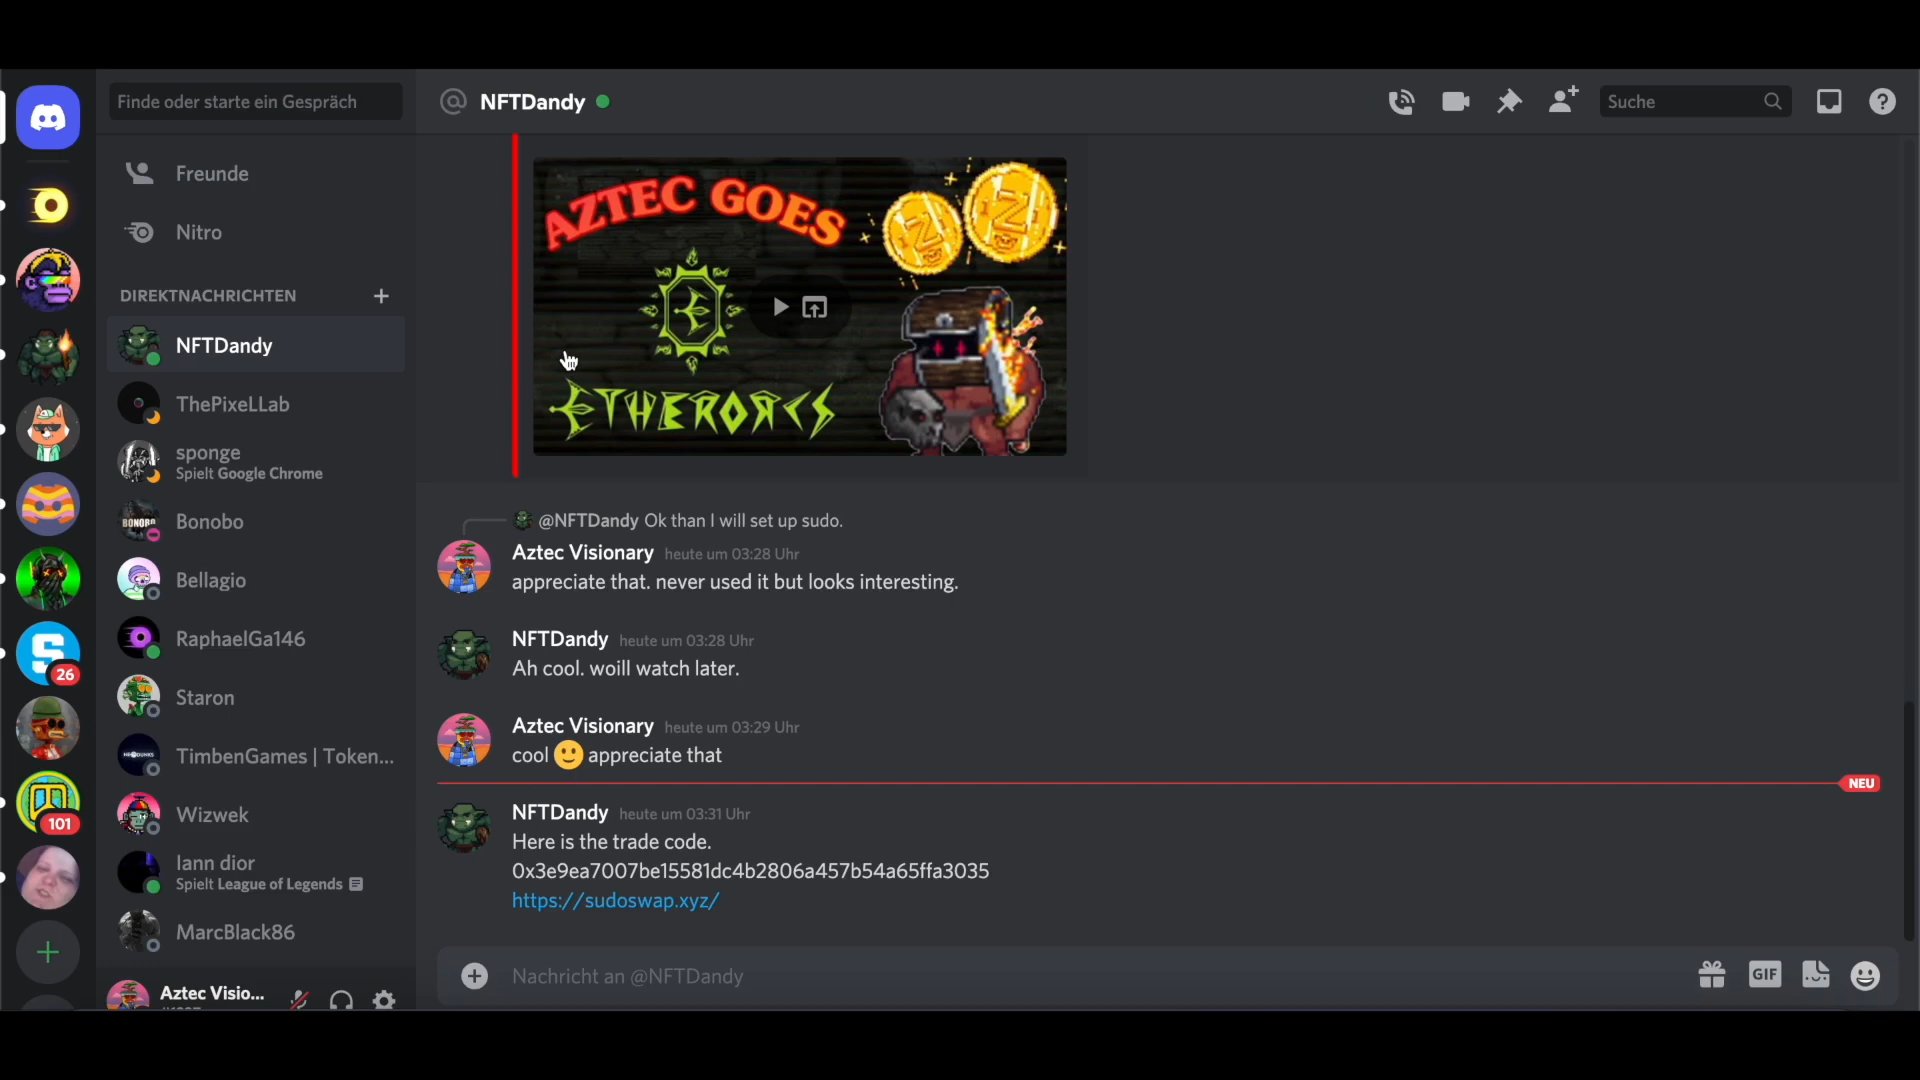 Finde oder starte ein Gespräch
NFTDandy
Suche
Freunde
Nitro
DIREKTNACHRICHTEN
NFTDandy
ThePixeLLab
sponge
Spielt Google Chrome
BONOBO
Bonobo
Bellagio
RaphaelGa146
Staron
TimbenGames | Token...
Wizwek
Iann dior
Spielt League of Legends
MarcBlack86
Aztec Visio...
26
101
AZTEC GOES
ETHERORCS
@NFTDandy Ok than I will set up sudo.
Aztec Visionary heute um 03:28 Uhr
appreciate that. never used it but looks interesting.
NFTDandy heute um 03:28 Uhr
Ah cool. woill watch later.
Aztec Visionary heute um 03:29 Uhr
cool 🙂 appreciate that
NEU
NFTDandy heute um 03:31 Uhr
Here is the trade code.
0x3e9ea7007be15581dc4b2806a457b54a65ffa3035
https://sudoswap.xyz/
Nachricht an @NFTDandy
GIF